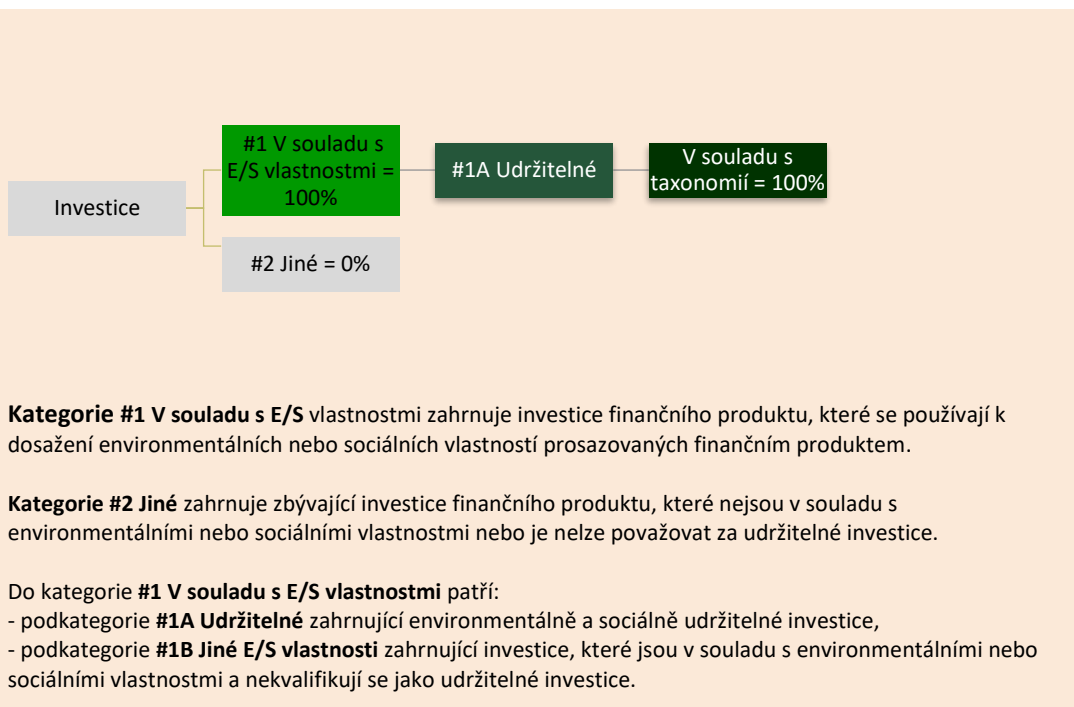 #1 V souladu s
E/S vlastnostmi =
100%
#1A Udržitelné
V souladu s
taxonomií = 100%
Investice
#2 Jiné = 0%
Kategorie #1 V souladu s E/S vlastnostmi zahrnuje investice finančního produktu, které se používají k
dosažení environmentálních nebo sociálních vlastností prosazovaných finančním produktem.
Kategorie #2 Jiné zahrnuje zbývající investice finančního produktu, které nejsou v souladu s
environmentálními nebo sociálními vlastnostmi nebo je nelze považovat za udržitelné investice.
Do kategorie #1 V souladu s E/S vlastnostmi patří:
- podkategorie #1A Udržitelné zahrnující environmentálně a sociálně udržitelné investice,
- podkategorie #1B Jiné E/S vlastnosti zahrnující investice, které jsou v souladu s environmentálními nebo
sociálními vlastnostmi a nekvalifikují se jako udržitelné investice.